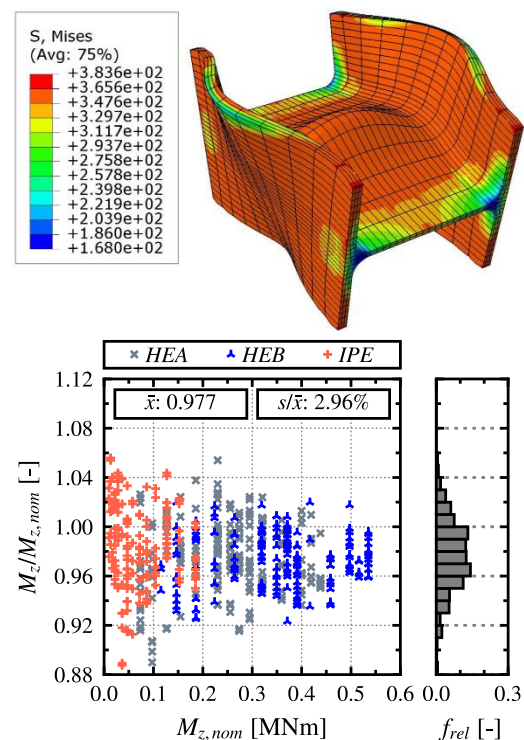 S, Mises
(Avg: 75%)
+3.836e+02
+3.656e+02
+3.476e+02
+3.297e+02
+3.117e+02
+2.937e+02
+2.758e+02
+2.578e+02
+2.398e+02
+2.219e+02
+2.039e+02
+1.860e+02
+1.680e+02
HEA HEB IPE
x̄: 0.977 s/x̄: 2.96%
1.12
1.08
1.04
1.00
0.96
0.92
0.88
M_z/M_{z,nom} [-]
0.0 0.1 0.2 0.3 0.4 0.5 0.6
M_{z,nom} [MNm]
0.0 0.3
f_{rel} [-]